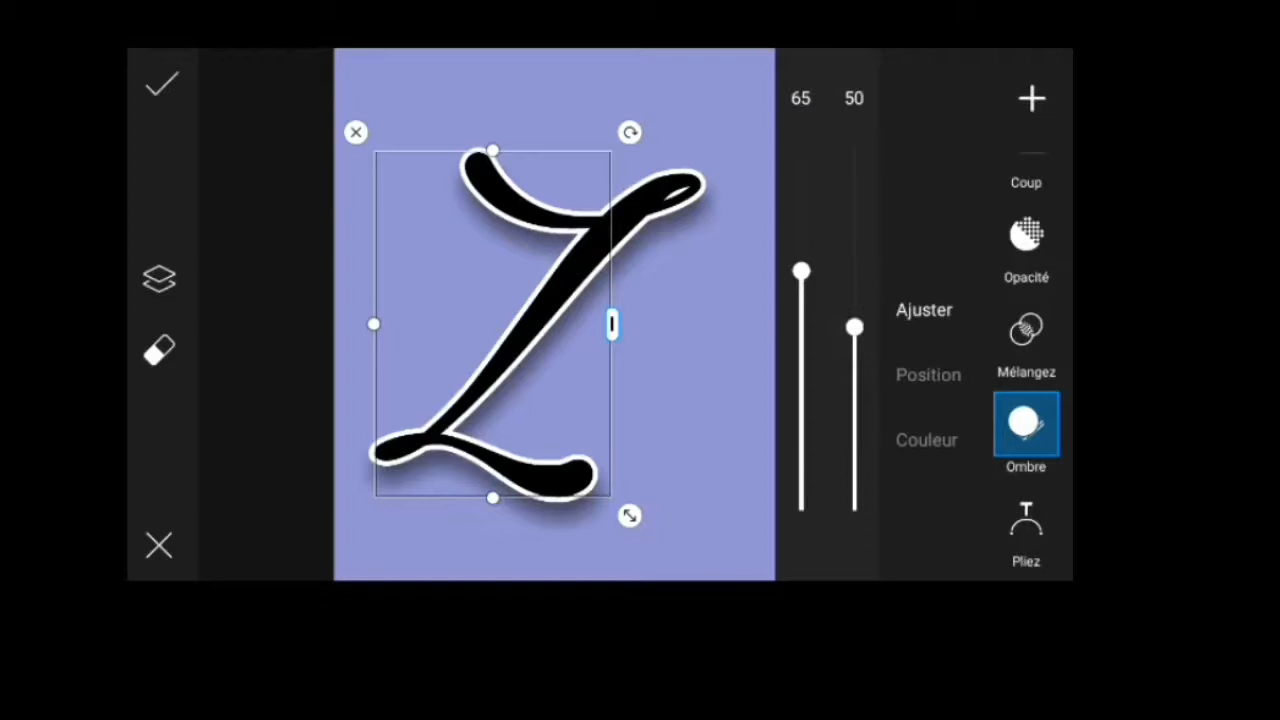 Z
65 50
Ajuster
Position
Couleur
Coup
Opacité
Mélangez
Ombre
T
Pliez